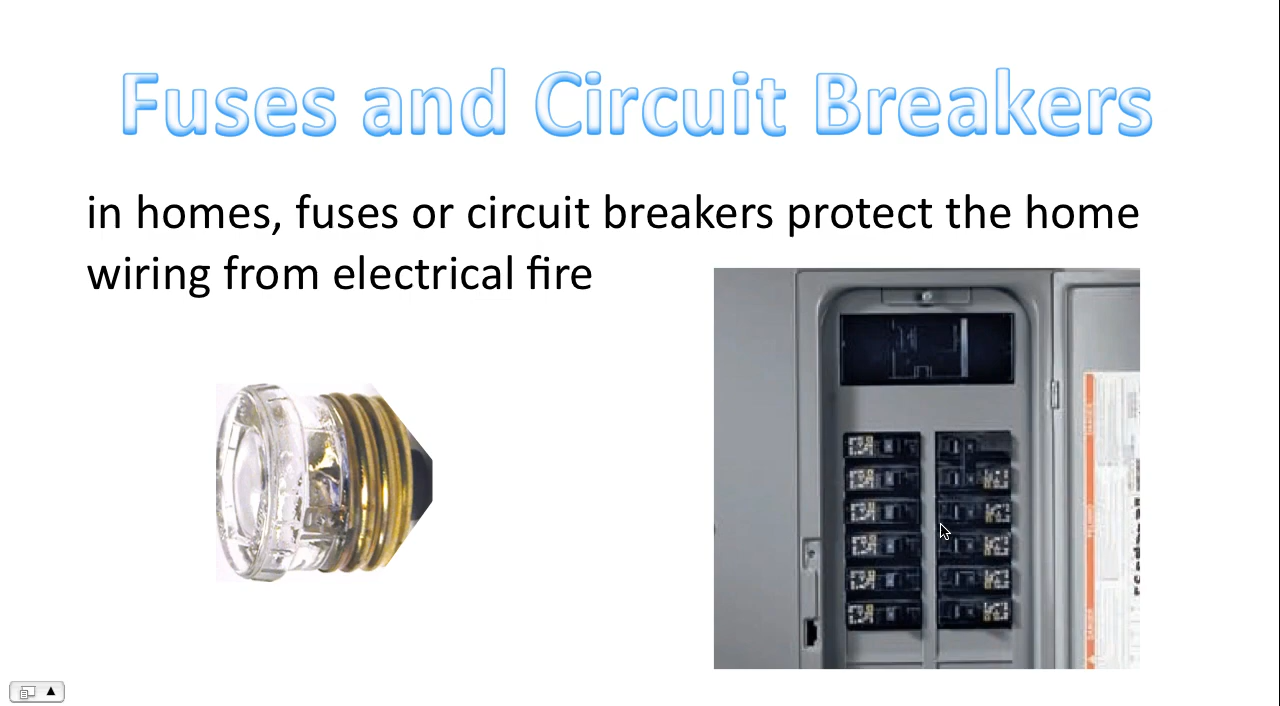 Fuses and Circuit Breakers
in homes, fuses or circuit breakers protect the home
wiring from electrical fire